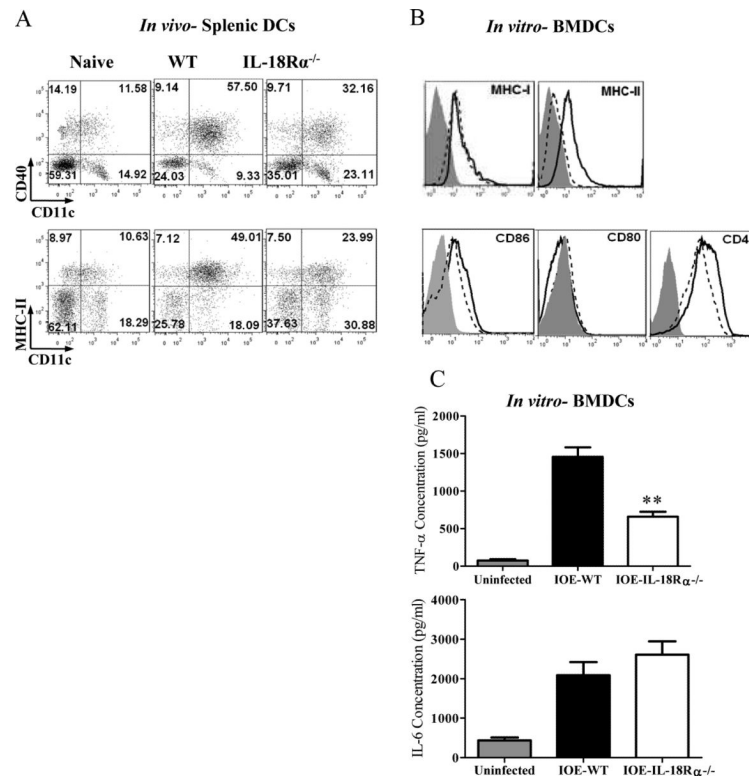 A
In vivo- Splenic DCs
Naive WT IL-18Rα-/-
14.19 11.58 9.14 57.50 9.71 32.16
59.31 14.92 24.03 9.33 35.01 23.11
CD40
CD11c
8.97 10.63 7.12 49.01 7.50 23.99
62.11 18.29 25.78 18.09 37.63 30.88
MHC-II
CD11c
B
In vitro- BMDCs
MHC-I MHC-II
CD86 CD80 CD4
C
In vitro- BMDCs
TNF-α Concentration (pg/ml)
2000
1500
1000
500
0
**
Uninfected IOE-WT IOE-IL-18Rα-/-
IL-6 Concentration (pg/ml)
4000
3000
2000
1000
0
Uninfected IOE-WT IOE-IL-18Rα-/-